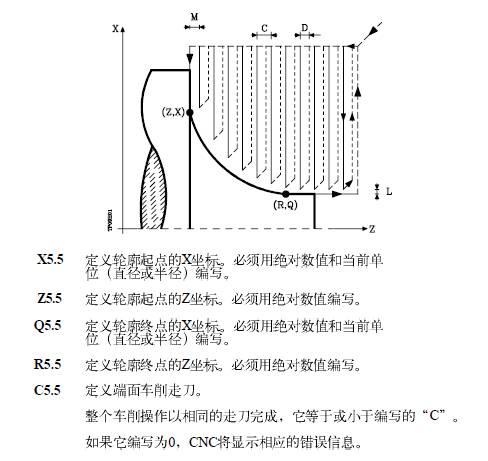 M
C
D
X
(Z,X)
L
(R,Q)
Z
X5.5 定义轮廓起点的X坐标。必须用绝对数值和当前单
位（直径或半径）编写。
Z5.5 定义轮廓起点的Z坐标。必须用绝对数值编写。
Q5.5 定义轮廓终点的X坐标。必须用绝对数值和当前单
位（直径或半径）编写。
R5.5 定义轮廓终点的Z坐标。必须用绝对数值编写。
C5.5 定义端面车削走刀。
整个车削操作以相同的走刀完成，它等于或小于编写的“C”。
如果它编写为0，CNC将显示相应的错误信息。